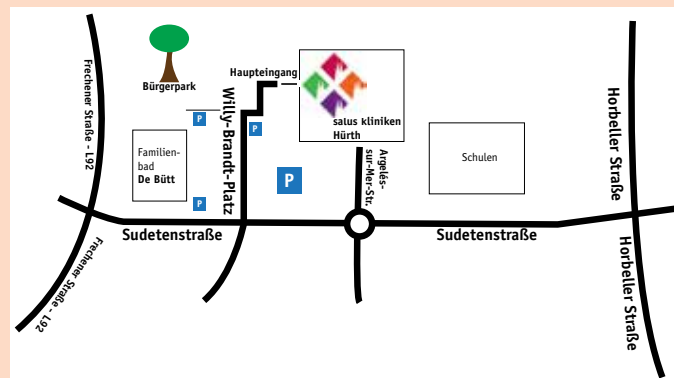 Frechener Straße - L92
Bürgerpark
Haupteingang
salus kliniken
Hürth
P
P
P
P
Familien-
bad
De Bütt
Willy-Brandt-Platz
Argelés-
sur-Mer-Str.
Schulen
Horbeller Straße
Sudetenstraße
Sudetenstraße
Frechener Straße - L92
Horbeller Straße